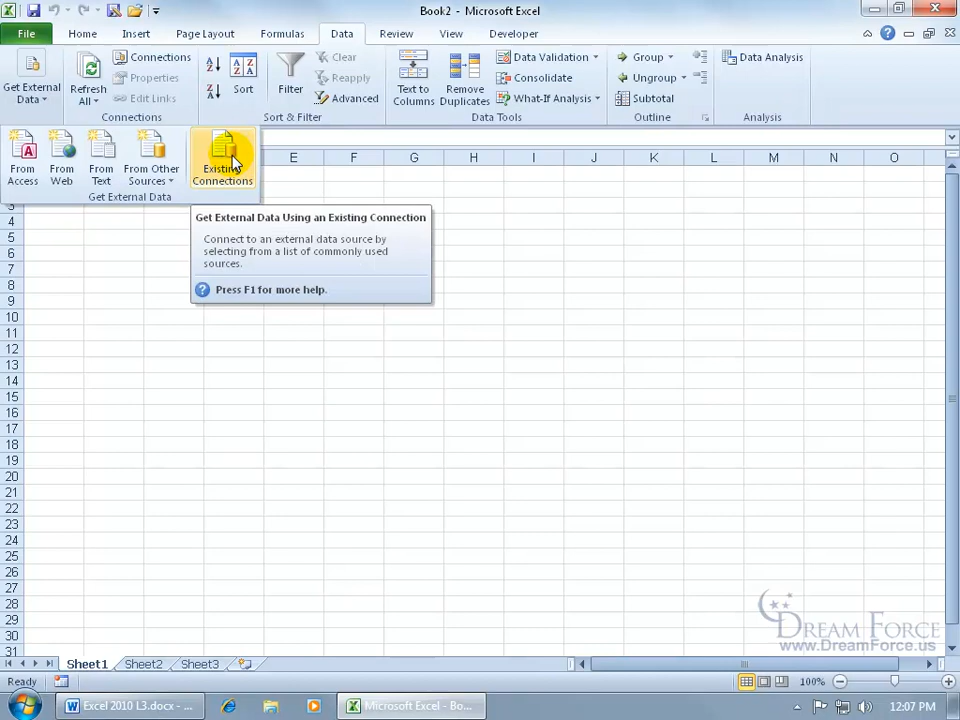 Book2 - Microsoft Excel
File Home Insert Page Layout Formulas Data Review View Developer
Get External Data
Refresh All
Connections
Properties
Edit Links
Connections
Sort
Filter
Clear
Reapply
Advanced
Sort & Filter
Text to Columns
Remove Duplicates
Data Validation
Consolidate
What-If Analysis
Data Tools
Group
Ungroup
Subtotal
Outline
Data Analysis
Analysis
From Access
From Web
From Text
From Other Sources
Existing Connections
Get External Data
E F G H I J K L M N O
Get External Data Using an Existing Connection
Connect to an external data source by
selecting from a list of commonly used
sources.
Press F1 for more help.
3
4
5
6
7
8
9
10
11
12
13
14
15
16
17
18
19
20
21
22
23
24
25
26
27
28
29
30
31
DREAM FORCE
www.DreamForce.us
Sheet1 Sheet2 Sheet3
Ready
100%
Excel 2010 L3.docx - ...
Microsoft Excel - Bo...
12:07 PM